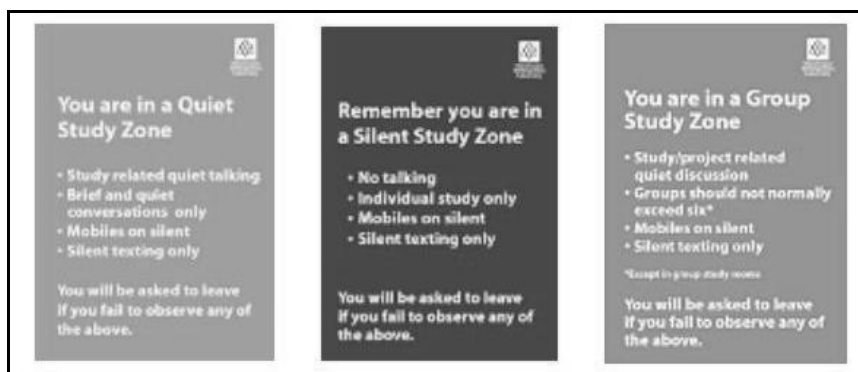 You are in a Quiet
Study Zone
• Study related quiet talking
• Brief and quiet
conversations only
• Mobiles on silent
• Silent texting only
You will be asked to leave
if you fail to observe any of
the above.
Remember you are in
a Silent Study Zone
• No talking
• Individual study only
• Mobiles on silent
• Silent texting only
You will be asked to leave
if you fail to observe any of
the above.
You are in a Group
Study Zone
• Study/project related
quiet discussion
• Groups should not normally
exceed six*
• Mobiles on silent
• Silent texting only
*Except in group study rooms
You will be asked to leave
if you fail to observe any of
the above.